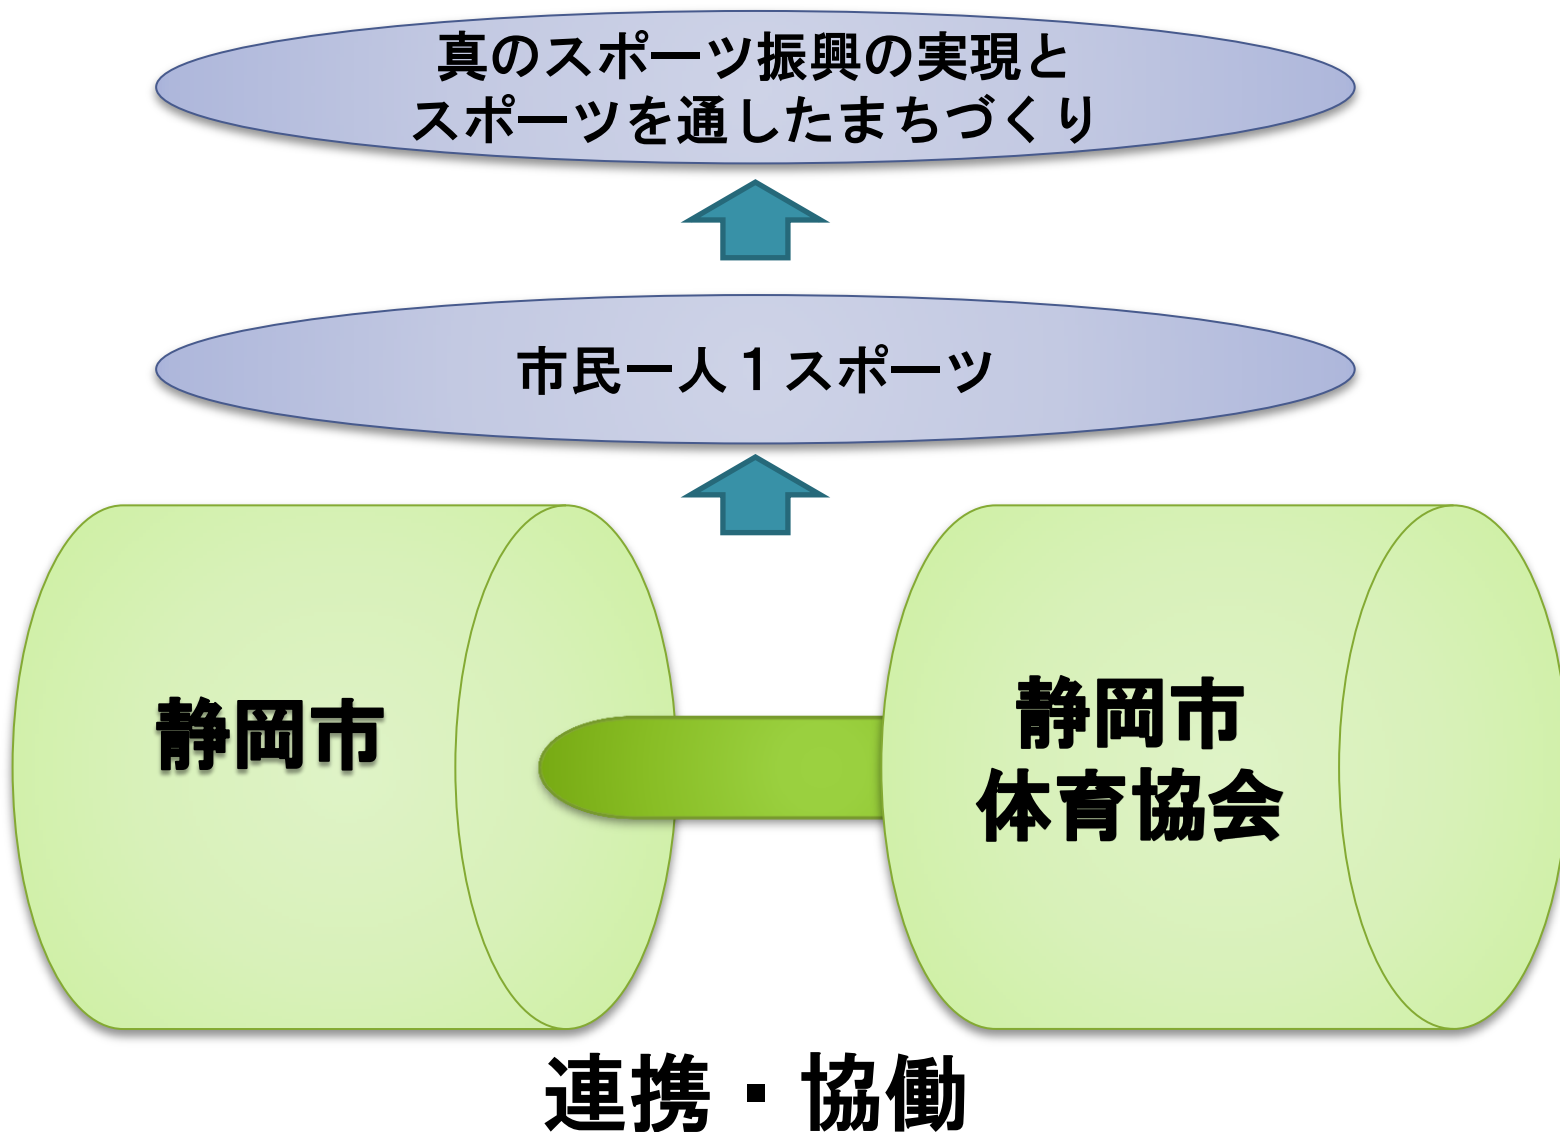 真のスポーツ振興の実現と
スポーツを通したまちづくり
市民一人１スポーツ
静岡市
静岡市
体育協会
連携・協働